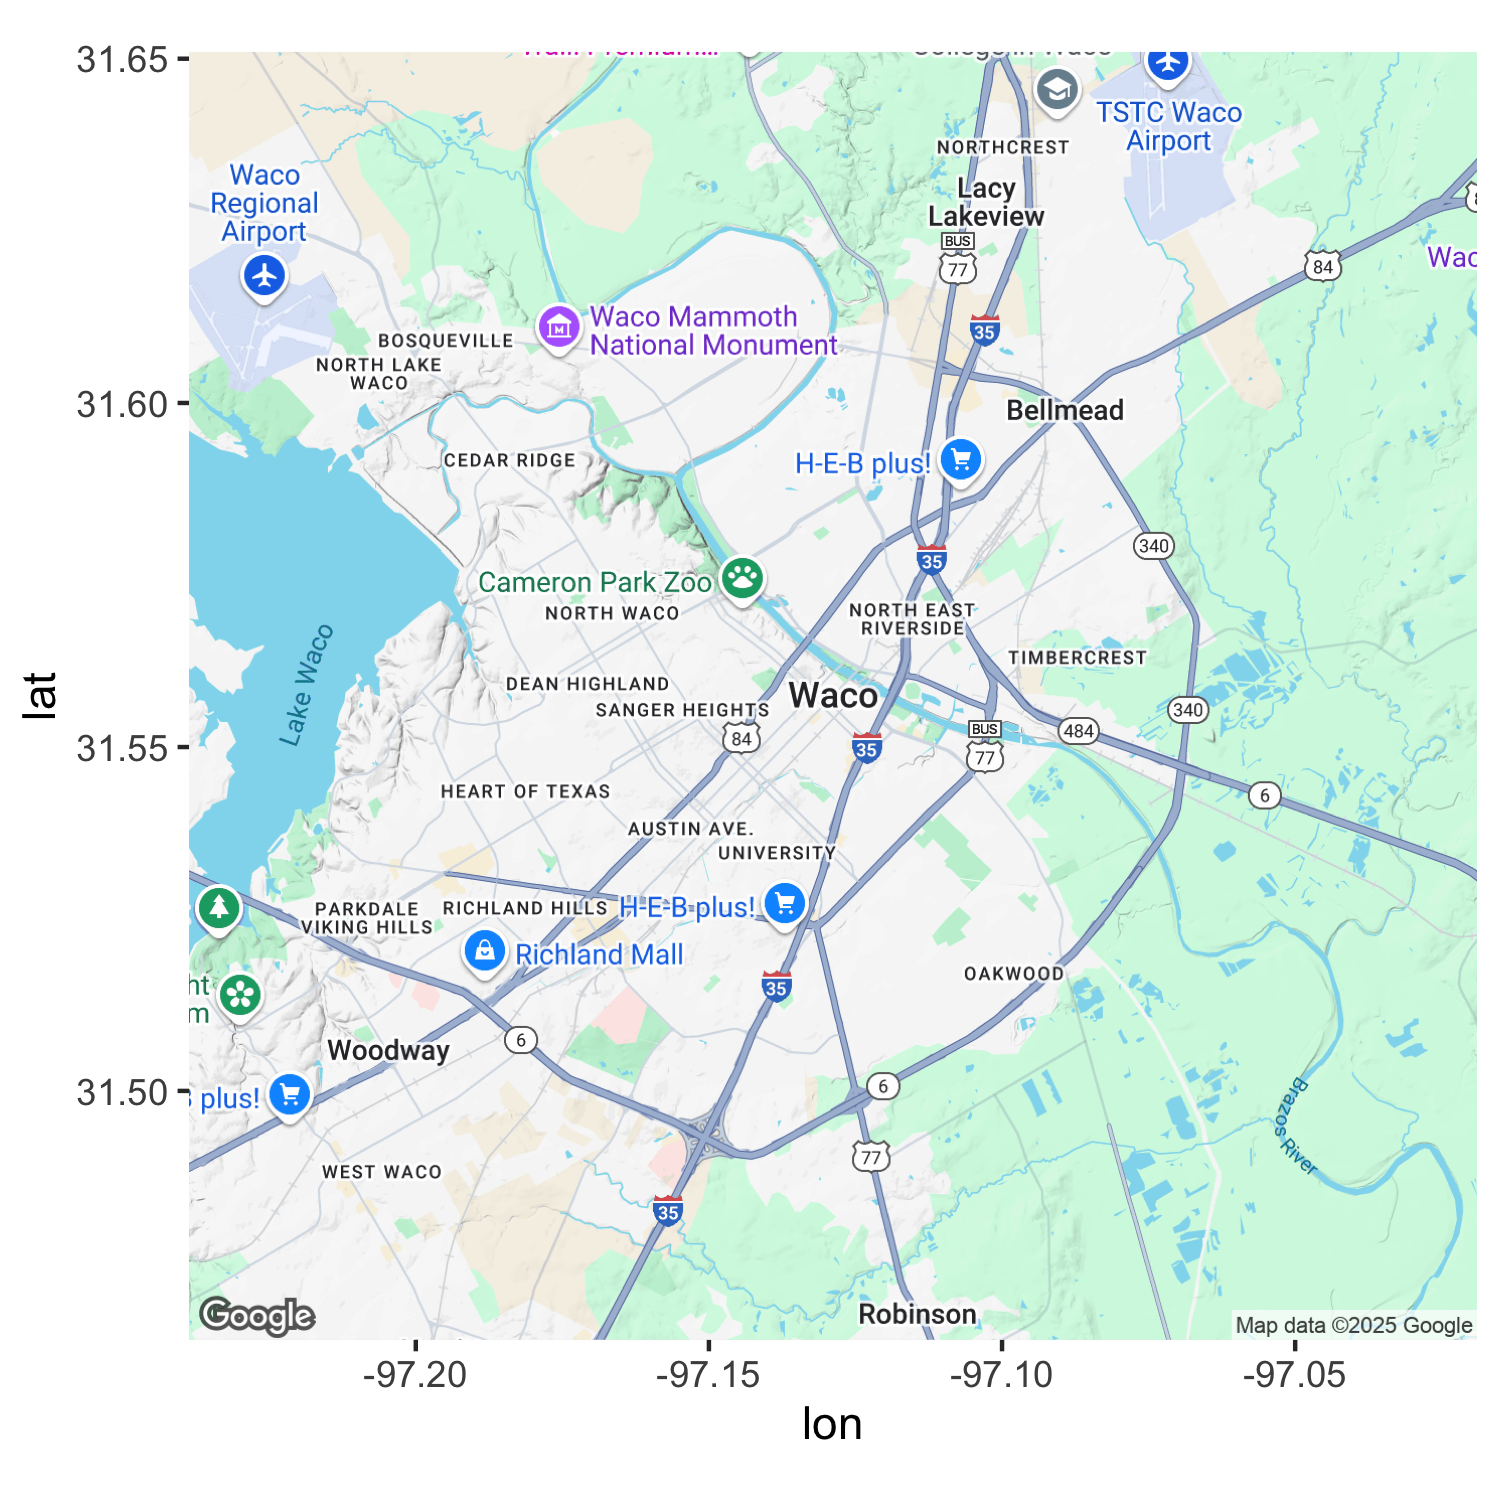 31.65
College in Waco
TSTC Waco
Airport
NORTHCREST
Waco
Regional
Airport
Lacy
Lakeview
BUS
77
84
35
Waco Mammoth
National Monument
BOSQUEVILLE
NORTH LAKE
WACO
31.60
Bellmead
CEDAR RIDGE
H-E-B plus!
340
35
Cameron Park Zoo
NORTH WACO
NORTH EAST
RIVERSIDE
TIMBERCREST
Lake Waco
DEAN HIGHLAND
SANGER HEIGHTS
Waco
340
lat
84
BUS
77
484
35
31.55
HEART OF TEXAS
6
AUSTIN AVE.
UNIVERSITY
PARKDALE
VIKING HILLS
RICHLAND HILLS
H-E-B plus!
Richland Mall
OAKWOOD
35
ht
m
6
Woodway
31.50
plus!
6
Brazos River
77
WEST WACO
35
Robinson
Google
Map data ©2025 Google
-97.20
-97.15
-97.10
-97.05
lon